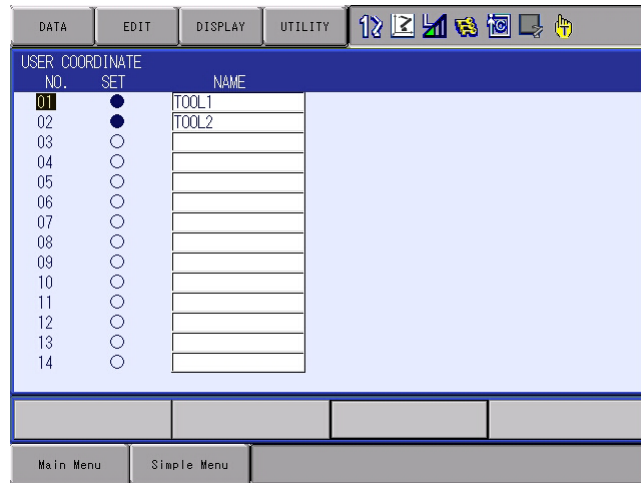 DATA EDIT DISPLAY UTILITY
USER COORDINATE
NO. SET NAME
01 TOOL1
02 TOOL2
03
04
05
06
07
08
09
10
11
12
13
14
Main Menu Simple Menu